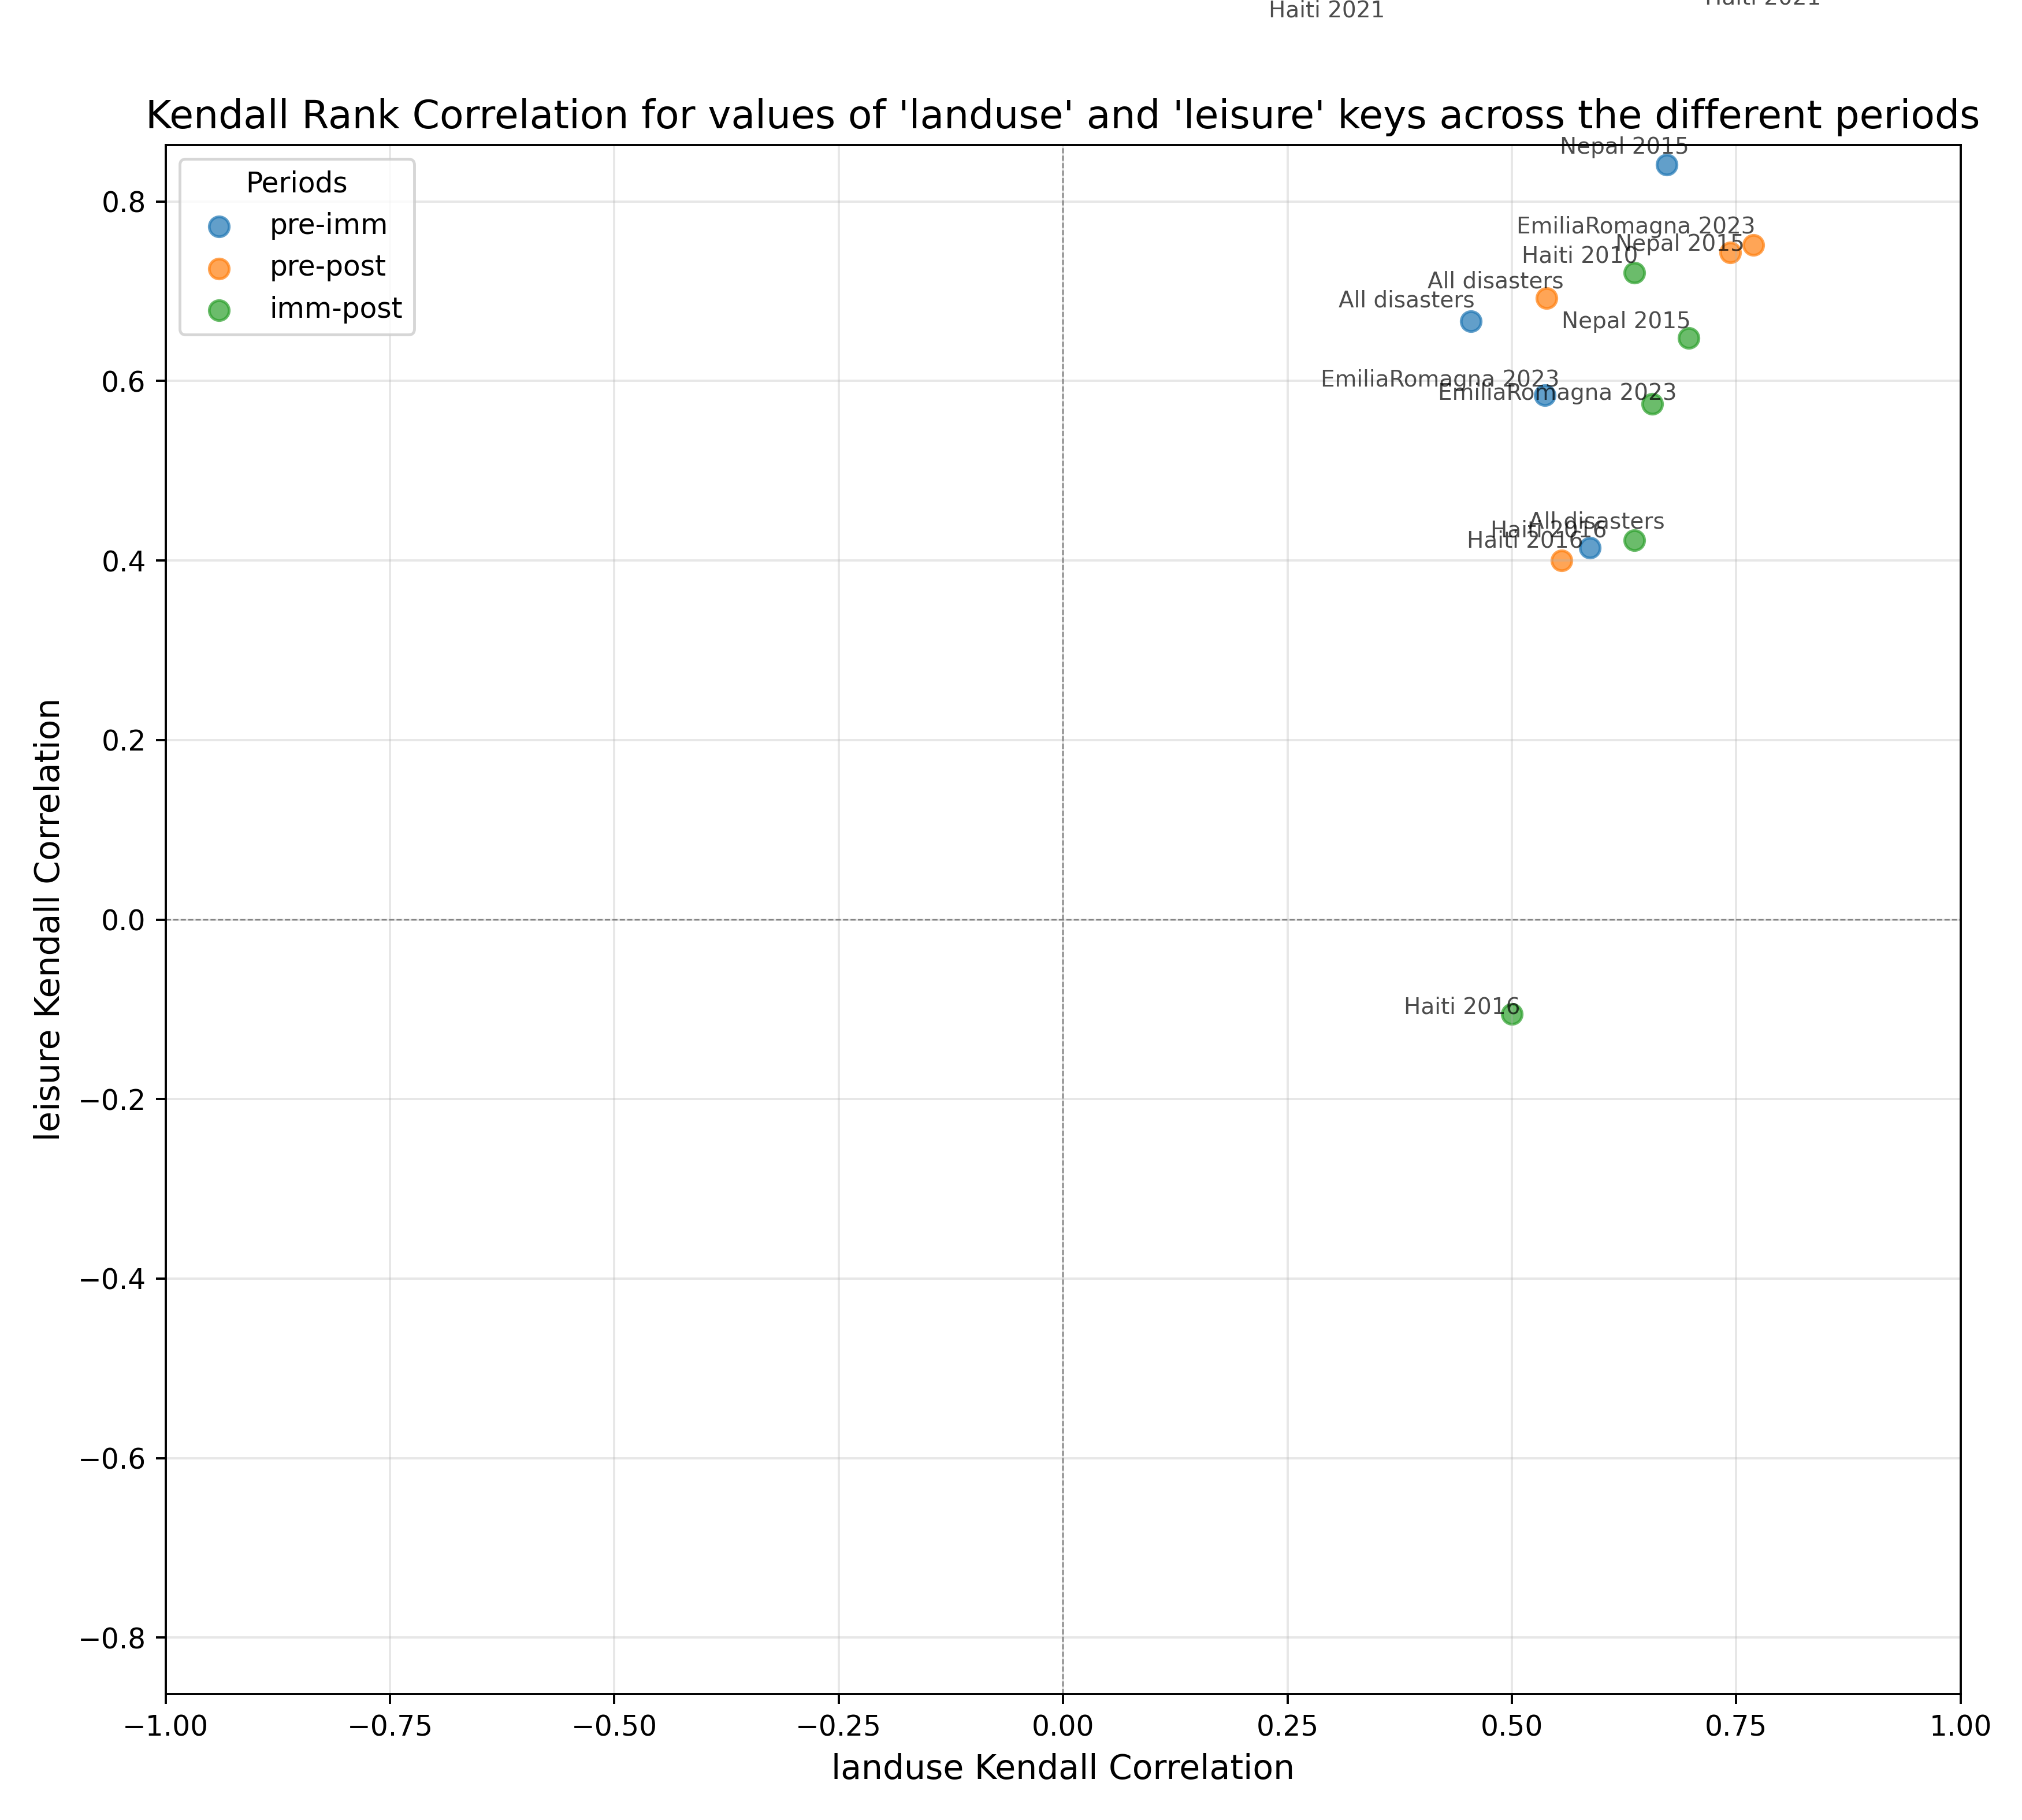 Haiti 2021
Haiti 2021
Kendall Rank Correlation for values of 'landuse' and 'leisure' keys across the different periods
Periods
pre-imm
pre-post
imm-post
Nepal 2015
EmiliaRomagna 2023
Nepal 2015
Haiti 2010
All disasters
All disasters
Nepal 2015
EmiliaRomagna 2023
EmiliaRomagna 2023
All disasters
Haiti 2016
Haiti 2016
Haiti 2016
0.8
0.6
0.4
0.2
0.0
−0.2
−0.4
−0.6
−0.8
leisure Kendall Correlation
−1.00 −0.75 −0.50 −0.25 0.00 0.25 0.50 0.75 1.00
landuse Kendall Correlation